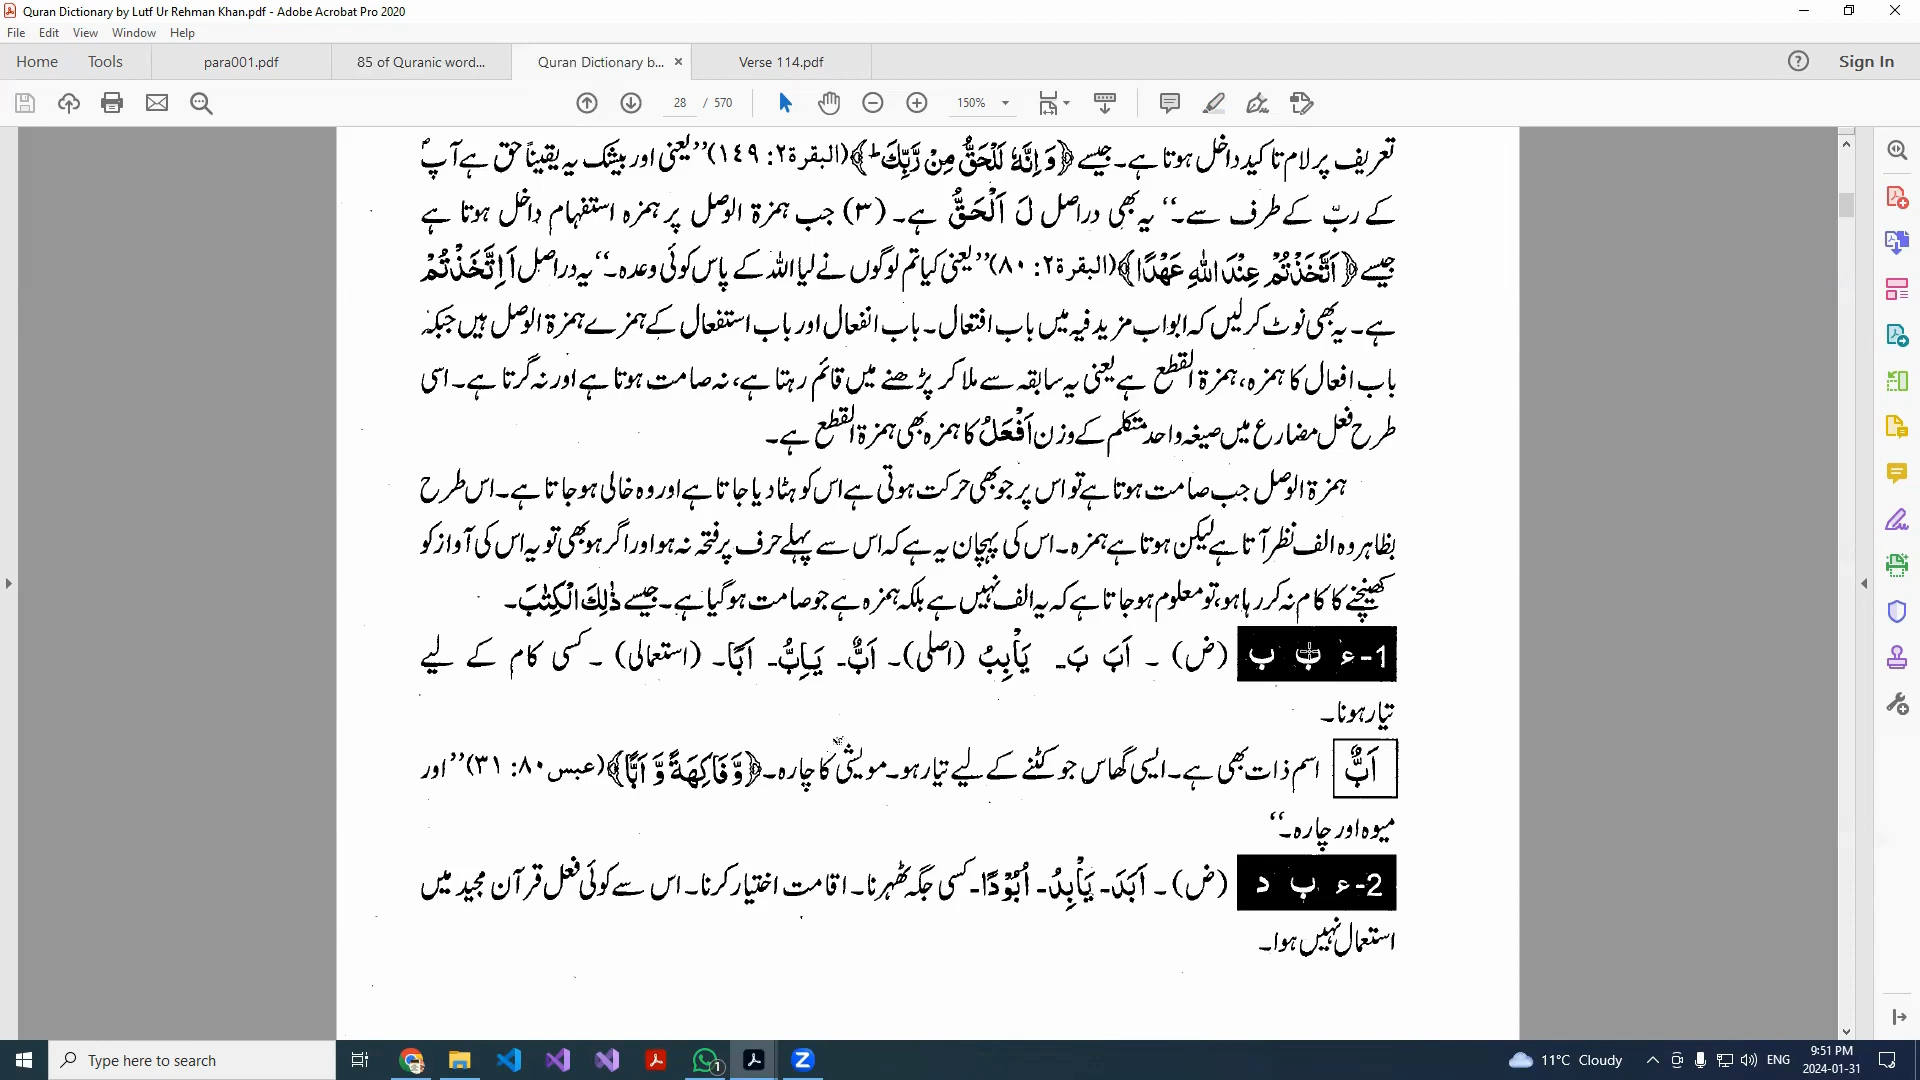 Quran Dictionary by Lutf Ur Rehman Khan.pdf - Adobe Acrobat Pro 2020
File Edit View Window Help
Home Tools para001.pdf 85 of Quranic word... Quran Dictionary b... × Verse 114.pdf Sign In
28 / 570 150%
تعریف پر لام تاکید داخل ہوتا ہے۔ جیسے ﴿وَ اِنَّهٗ لَلْحَقُّ مِنْ رَّبِّكَ ؕ﴾ (البقرۃ۲: ۱٤۹) ’’یعنی اور بیشک یہ یقیناً حق ہے آپؐ
کے ربّ کے طرف سے۔‘‘ یہ بھی دراصل لَ اَلْحَقُّ ہے۔ (۳) جب ہمزۃ الوصل پر ہمزہ استفہام داخل ہوتا ہے
جیسے ﴿اَتَّخَذْتُمْ عِنْدَ اللّٰهِ عَهْدًا﴾ (البقرۃ۲: ۸۰) ’’یعنی کیا تم لوگوں نے لیا اللہ کے پاس کوئی وعدہ۔‘‘ یہ دراصل أَ اِتَّخَذْتُمْ
ہے۔ یہ بھی نوٹ کرلیں کہ ابواب مزید فیہ میں باب افتعال۔ باب انفعال اور باب استفعال کے ہمزے ہمزۃ الوصل ہیں جبکہ
باب افعال کا ہمزہ، ہمزۃ القطع ہے یعنی یہ سابقہ سے ملا کر پڑھنے میں قائم رہتا ہے، نہ صامت ہوتا ہے اور نہ گرتا ہے۔ اسی
طرح فعل مضارع میں صیغہ واحد متکلم کے وزن اَفْعَلُ کا ہمزہ بھی ہمزۃ القطع ہے۔
ہمزۃ الوصل جب صامت ہوتا ہے تو اس پر جو بھی حرکت ہوتی ہے اس کو ہٹا دیا جاتا ہے اور وہ خالی ہو جاتا ہے۔ اس طرح
بظاہر وہ الف نظر آتا ہے لیکن ہوتا ہے ہمزہ۔ اس کی پہچان یہ ہے کہ اس سے پہلے حرف پر فتحہ نہ ہو اور اگر ہو بھی تو یہ اس کی آواز کو
کھینچنے کا کام نہ کر رہا ہو، تو معلوم ہو جاتا ہے کہ یہ الف نہیں ہے بلکہ ہمزہ ہے جو صامت ہو گیا ہے۔ جیسے ذٰلِكَ الْكِتٰبَ۔
1- ء ب ب (ض) ۔ اَبَ بَ۔ يَأْبِبُ (اصلی)۔ اَبَّ۔ يَاِبُّ۔ اَبًّا۔ (استعمالی) ۔ کسی کام کے لیے
تیار ہونا۔
اَبٌّ اسم ذات بھی ہے۔ ایسی گھاس جو کٹنے کے لیے تیار ہو۔ مویشی کا چارہ۔ ﴿وَّ فَاكِهَةً وَّ اَبًّا﴾ (عبس۸۰: ۳۱) ’’اور
میوہ اور چارہ۔‘‘
2- ء ب د (ض) ۔ اَبَدَ۔ يَأْبِدُ۔ اُبُوْدًا۔ کسی جگہ ٹھہرنا۔ اقامت اختیار کرنا۔ اس سے کوئی فعل قرآن مجید میں
استعمال نہیں ہوا۔
Type here to search 11°C Cloudy ENG 9:51 PM
2024-01-31